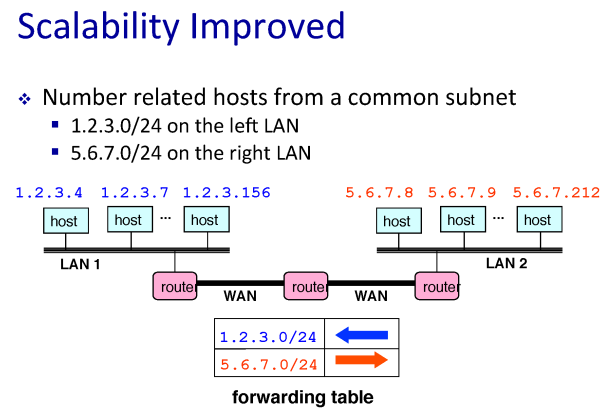 Scalability Improved
Number related hosts from a common subnet
1.2.3.0/24 on the left LAN
5.6.7.0/24 on the right LAN
1.2.3.4 1.2.3.7 1.2.3.156 5.6.7.8 5.6.7.9 5.6.7.212
host host ... host host host ... host
LAN 1 LAN 2
router WAN router WAN router
1.2.3.0/24
5.6.7.0/24
forwarding table